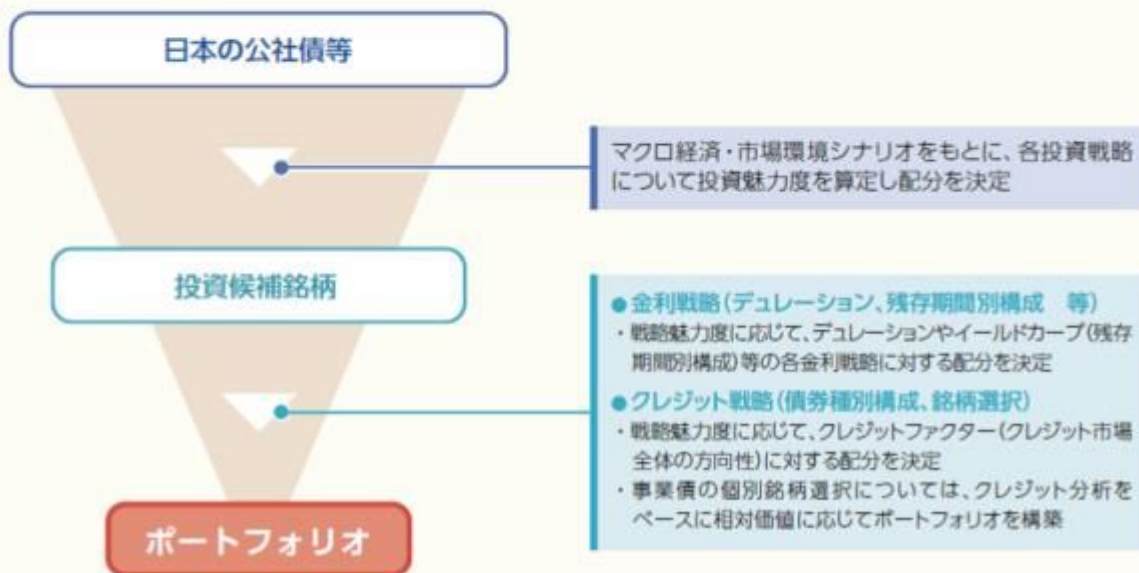 日本の公社債等
マクロ経済・市場環境シナリオをもとに、各投資戦略
について投資魅力度を算定し配分を決定
投資候補銘柄
●金利戦略(デュレーション、残存期間別構成　等)
・戦略魅力度に応じて、デュレーションやイールドカーブ(残存
期間別構成)等の各金利戦略に対する配分を決定
●クレジット戦略(債券種別構成、銘柄選択)
・戦略魅力度に応じて、クレジットファクター(クレジット市場
全体の方向性)に対する配分を決定
・事業債の個別銘柄選択については、クレジット分析を
ベースに相対価値に応じてポートフォリオを構築
ポートフォリオ